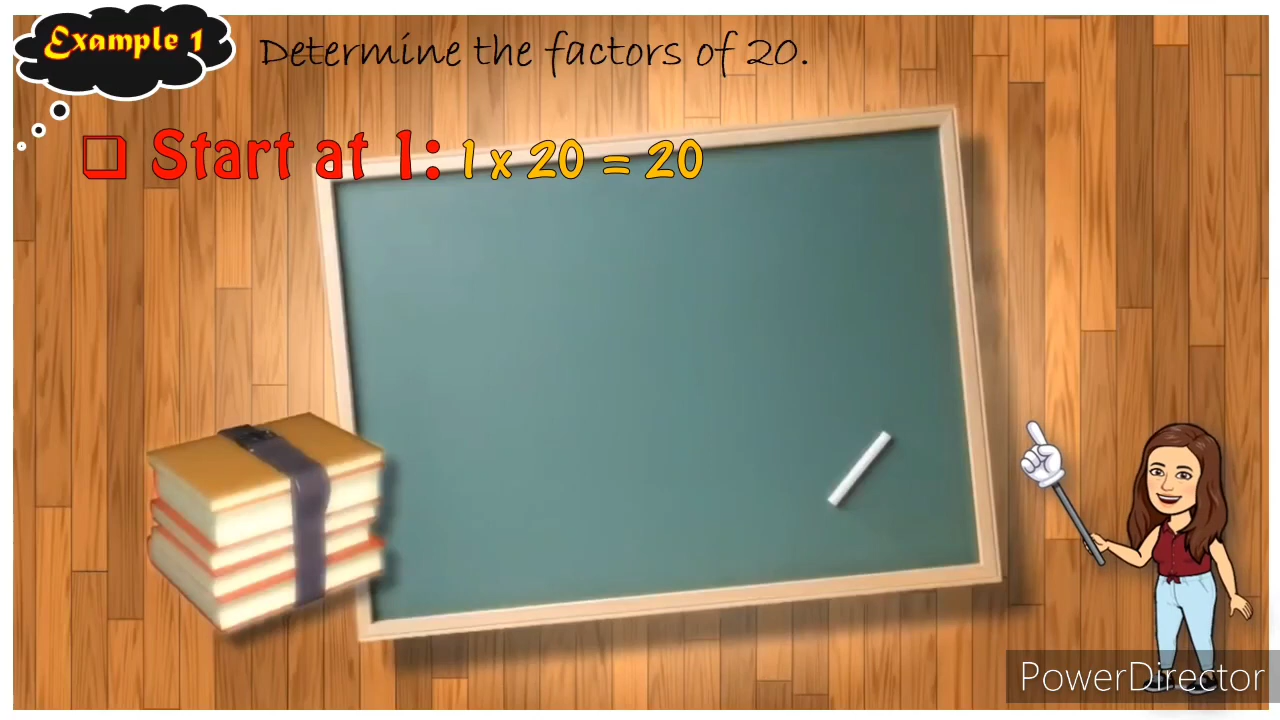 Example 1
Determine the factors of 20.
❑ Start at 1: 1 x 20 = 20
PowerDirector